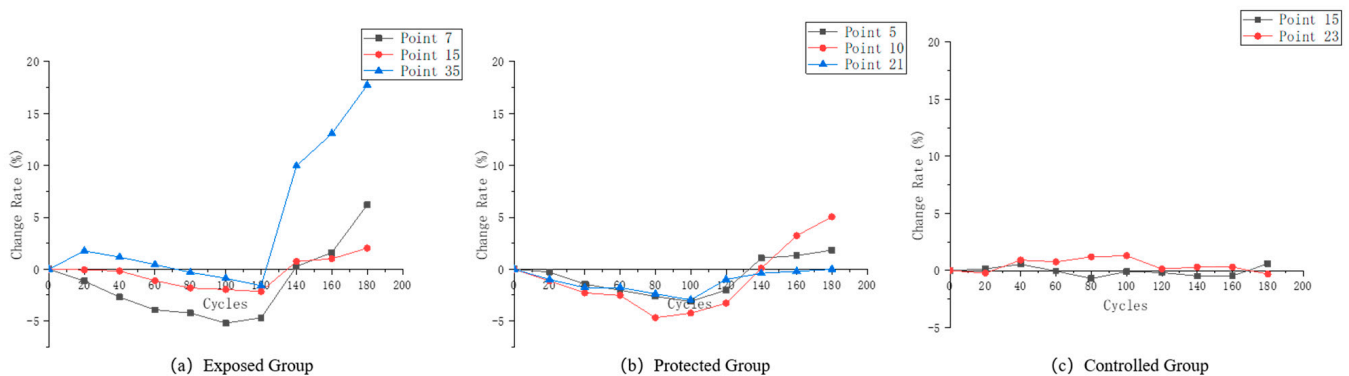 Point 7
Point 15
Point 35
20
15
10
5
0
-5
Change Rate (%)
0 20 40 60 80 100 120 140 160 180 200
Cycles
(a) Exposed Group
Point 5
Point 10
Point 21
20
15
10
5
0
-5
Change Rate (%)
0 20 40 60 80 100 120 140 160 180 200
Cycles
(b) Protected Group
Point 15
Point 23
20
15
10
5
0
-5
Change Rate (%)
0 20 40 60 80 100 120 140 160 180 200
Cycles
(c) Controlled Group